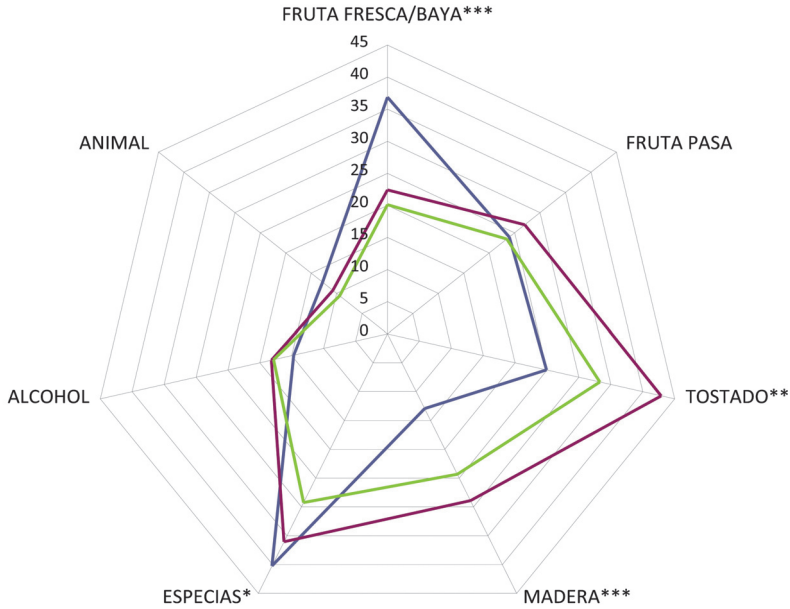 FRUTA FRESCA/BAYA***
45
40
35
30
25
20
15
10
5
0
ANIMAL
FRUTA PASA
ALCOHOL
TOSTADO**
ESPECIAS*
MADERA***